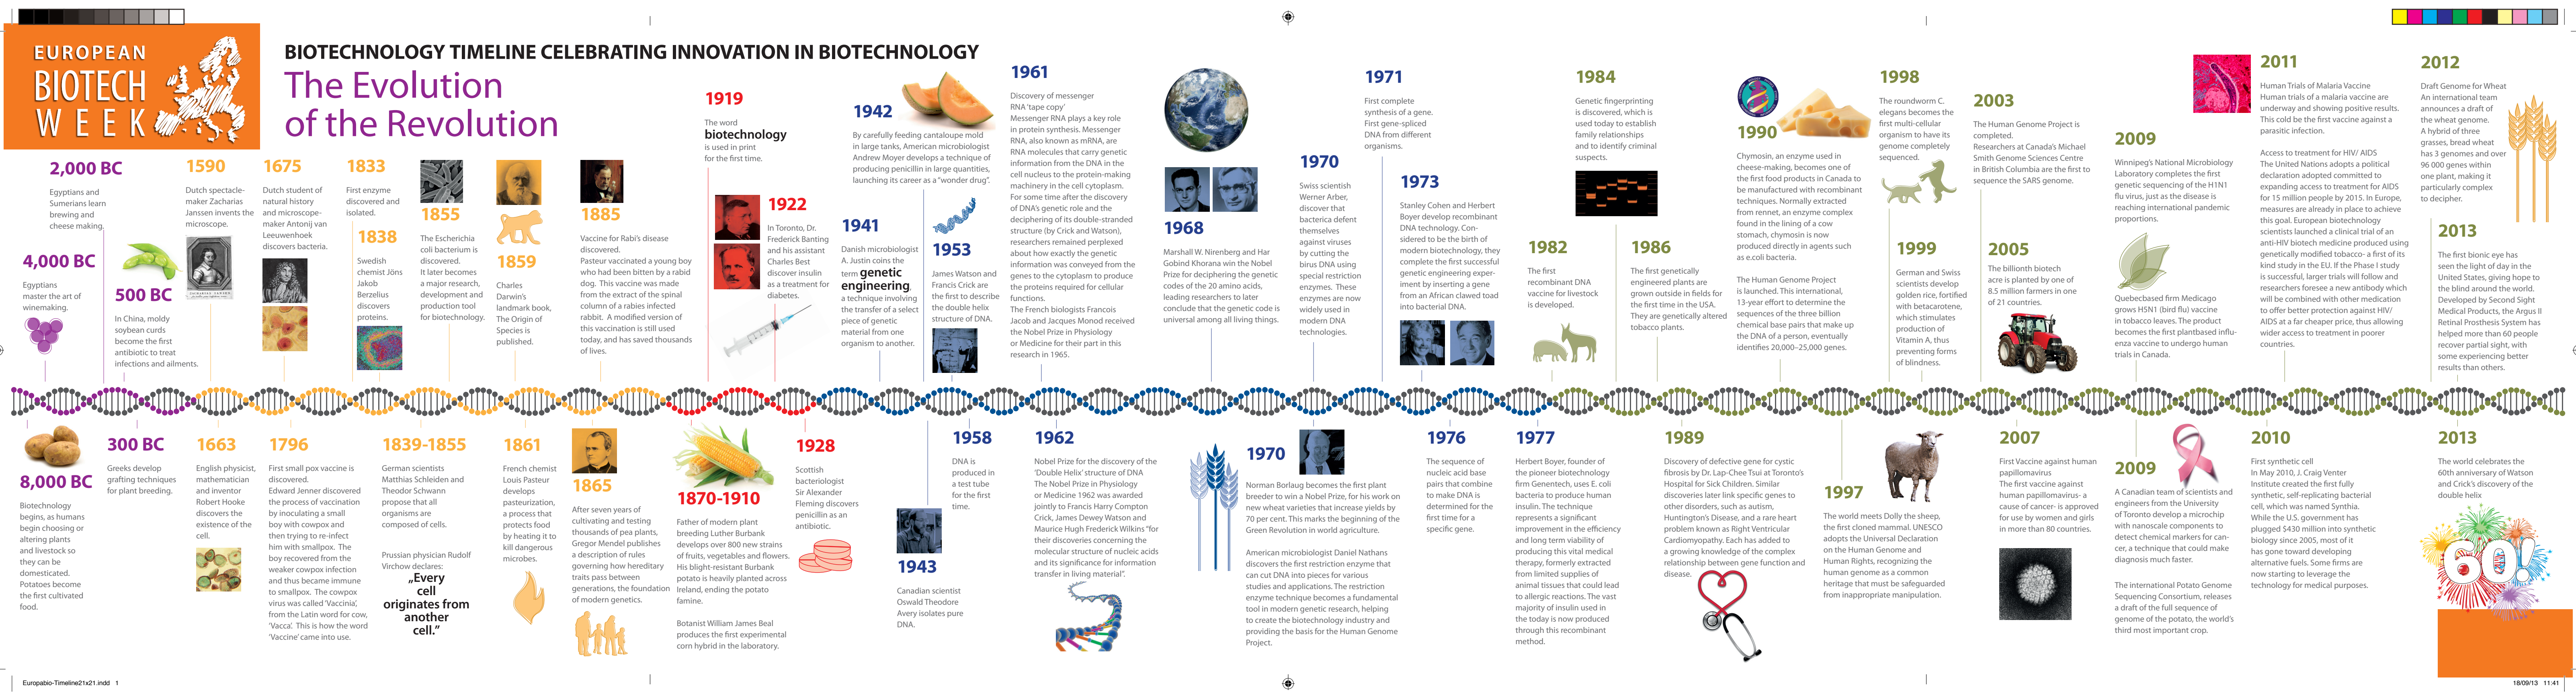 EUROPEAN
BIOTECH
WEEK
BIOTECHNOLOGY TIMELINE CELEBRATING INNOVATION IN BIOTECHNOLOGY
The Evolution
of the Revolution
2,000 BC
Egyptians and
Sumerians learn
brewing and
cheese making.
4,000 BC
Egyptians
master the art of
winemaking.
500 BC
In China, moldy
soybean curds
become the first
antibiotic to treat
infections and ailments.
1590
Dutch spectacle-
maker Zacharias
Janssen invents the
microscope.
1675
Dutch student of
natural history
and microscope-
maker Antonij van
Leeuwenhoek
discovers bacteria.
1833
First enzyme
discovered and
isolated.
1838
Swedish
chemist Jöns
Jakob
Berzelius
discovers
proteins.
1855
The Escherichia
coli bacterium is
discovered.
It later becomes
a major research,
development and
production tool
for biotechnology.
1859
Charles
Darwin's
landmark book,
The Origin of
Species is
published.
1885
Vaccine for Rabi's disease
discovered.
Pasteur vaccinated a young boy
who had been bitten by a rabid
dog. This vaccine was made
from the extract of the spinal
column of a rabies infected
rabbit. A modified version of
this vaccination is still used
today, and has saved thousands
of lives.
1919
The word
biotechnology
is used in print
for the first time.
1922
In Toronto, Dr.
Frederick Banting
and his assistant
Charles Best
discover insulin
as a treatment for
diabetes.
1942
By carefully feeding cantaloupe mold
in large tanks, American microbiologist
Andrew Moyer develops a technique of
producing penicillin in large quantities,
launching its career as a "wonder drug".
1941
Danish microbiologist
A. Justin coins the
term genetic
engineering,
a technique involving
the transfer of a select
piece of genetic
material from one
organism to another.
1953
James Watson and
Francis Crick are
the first to describe
the double helix
structure of DNA.
1961
Discovery of messenger
RNA 'tape copy'
Messenger RNA plays a key role
in protein synthesis. Messenger
RNA, also known as mRNA, are
RNA molecules that carry genetic
information from the DNA in the
cell nucleus to the protein-making
machinery in the cell cytoplasm.
For some time after the discovery
of DNA's genetic role and the
deciphering of its double-stranded
structure (by Crick and Watson),
researchers remained perplexed
about how exactly the genetic
information was conveyed from the
genes to the cytoplasm to produce
the proteins required for cellular
functions.
The French biologists Francois
Jacob and Jacques Monod received
the Nobel Prize in Physiology
or Medicine for their part in this
research in 1965.
1968
Marshall W. Nirenberg and Har
Gobind Khorana win the Nobel
Prize for deciphering the genetic
codes of the 20 amino acids,
leading researchers to later
conclude that the genetic code is
universal among all living things.
1970
Swiss scientist
Werner Arber,
discover that
bacteria defent
themselves
against viruses
by cutting the
birus DNA using
special restriction
enzymes. These
enzymes are now
widely used in
modern DNA
technologies.
1971
First complete
synthesis of a gene.
First gene-spliced
DNA from different
organisms.
1973
Stanley Cohen and Herbert
Boyer develop recombinant
DNA technology. Con-
sidered to be the birth of
modern biotechnology, they
complete the first successful
genetic engineering exper-
iment by inserting a gene
from an African clawed toad
into bacterial DNA.
1982
The first
recombinant DNA
vaccine for livestock
is developed.
1984
Genetic fingerprinting
is discovered, which is
used today to establish
family relationships
and to identify criminal
suspects.
1986
The first genetically
engineered plants are
grown outside in fields for
the first time in the USA.
They are genetically altered
tobacco plants.
1990
Chymosin, an enzyme used in
cheese-making, becomes one of
the first food products in Canada to
be manufactured with recombinant
techniques. Normally extracted
from rennet, an enzyme complex
found in the lining of a cow
stomach, chymosin is now
produced directly in agents such
as e.coli bacteria.
The Human Genome Project
is launched. This international,
13-year effort to determine the
sequences of the three billion
chemical base pairs that make up
the DNA of a person, eventually
identifies 20,000–25,000 genes.
1998
The roundworm C.
elegans becomes the
first multi-cellular
organism to have its
genome completely
sequenced.
1999
German and Swiss
scientists develop
golden rice, fortified
with betacarotene,
which stimulates
production of
Vitamin A, thus
preventing forms
of blindness.
2003
The Human Genome Project is
completed.
Researchers at Canada's Michael
Smith Genome Sciences Centre
in British Columbia are the first to
sequence the SARS genome.
2005
The billionth biotech
acre is planted by one of
8.5 million farmers in one
of 21 countries.
2009
Winnipeg's National Microbiology
Laboratory completes the first
genetic sequencing of the H1N1
flu virus, just as the disease is
reaching international pandemic
proportions.
Quebecbased firm Medicago
grows H5N1 (bird flu) vaccine
in tobacco leaves. The product
becomes the first plantbased influ-
enza vaccine to undergo human
trials in Canada.
2011
Human Trials of Malaria Vaccine
Human trials of a malaria vaccine are
underway and showing positive results.
This cold be the first vaccine against a
parasitic infection.
Access to treatment for HIV/ AIDS
The United Nations adopts a political
declaration adopted committed to
expanding access to treatment for AIDS
for 15 million people by 2015. In Europe,
measures are already in place to achieve
this goal. European biotechnology
scientists launched a clinical trial of an
anti-HIV biotech medicine produced using
genetically modified tobacco- a first of its
kind study in the EU. If the Phase I study
is successful, larger trials will follow and
researchers foresee a new antibody which
will be combined with other medication
to offer better protection against HIV/
AIDS at a far cheaper price, thus allowing
wider access to treatment in poorer
countries.
2012
Draft Genome for Wheat
An international team
announces a draft of
the wheat genome.
A hybrid of three
grasses, bread wheat
has 3 genomes and over
96 000 genes within
one plant, making it
particularly complex
to decipher.
2013
The first bionic eye has
seen the light of day in the
United States, giving hope to
the blind around the world.
Developed by Second Sight
Medical Products, the Argus II
Retinal Prosthesis System has
helped more than 60 people
recover partial sight, with
some experiencing better
results than others.
8,000 BC
Biotechnology
begins, as humans
begin choosing or
altering plants
and livestock so
they can be
domesticated.
Potatoes become
the first cultivated
food.
300 BC
Greeks develop
grafting techniques
for plant breeding.
1663
English physicist,
mathematician
and inventor
Robert Hooke
discovers the
existence of the
cell.
1796
First small pox vaccine is
discovered.
Edward Jenner discovered
the process of vaccination
by inoculating a small
boy with cowpox and
then trying to re-infect
him with smallpox. The
boy recovered from the
weaker cowpox infection
and thus became immune
to smallpox. The cowpox
virus was called 'Vaccinia',
from the Latin word for cow,
'Vacca'. This is how the word
'Vaccine' came into use.
1839-1855
German scientists
Matthias Schleiden and
Theodor Schwann
propose that all
organisms are
composed of cells.
Prussian physician Rudolf
Virchow declares:
„Every
cell
originates from
another
cell."
1861
French chemist
Louis Pasteur
develops
pasteurization,
a process that
protects food
by heating it to
kill dangerous
microbes.
1865
After seven years of
cultivating and testing
thousands of pea plants,
Gregor Mendel publishes
a description of rules
governing how hereditary
traits pass between
generations, the foundation
of modern genetics.
1870-1910
Father of modern plant
breeding Luther Burbank
develops over 800 new strains
of fruits, vegetables and flowers.
His blight-resistant Burbank
potato is heavily planted across
Ireland, ending the potato
famine.
Botanist William James Beal
produces the first experimental
corn hybrid in the laboratory.
1928
Scottish
bacteriologist
Sir Alexander
Fleming discovers
penicillin as an
antibiotic.
1943
Canadian scientist
Oswald Theodore
Avery isolates pure
DNA.
1958
DNA is
produced in
a test tube
for the first
time.
1962
Nobel Prize for the discovery of the
'Double Helix' structure of DNA
The Nobel Prize in Physiology
or Medicine 1962 was awarded
jointly to Francis Harry Compton
Crick, James Dewey Watson and
Maurice Hugh Frederick Wilkins "for
their discoveries concerning the
molecular structure of nucleic acids
and its significance for information
transfer in living material".
1970
Norman Borlaug becomes the first plant
breeder to win a Nobel Prize, for his work on
new wheat varieties that increase yields by
70 per cent. This marks the beginning of the
Green Revolution in world agriculture.
American microbiologist Daniel Nathans
discovers the first restriction enzyme that
can cut DNA into pieces for various
studies and applications. The restriction
enzyme technique becomes a fundamental
tool in modern genetic research, helping
to create the biotechnology industry and
providing the basis for the Human Genome
Project.
1976
The sequence of
nucleic acid base
pairs that combine
to make DNA is
determined for the
first time for a
specific gene.
1977
Herbert Boyer, founder of
the pioneer biotechnology
firm Genentech, uses E. coli
bacteria to produce human
insulin. The technique
represents a significant
improvement in the efficiency
and long term viability of
producing this vital medical
therapy, formerly extracted
from limited supplies of
animal tissues that could lead
to allergic reactions. The vast
majority of insulin used in
the today is now produced
through this recombinant
method.
1989
Discovery of defective gene for cystic
fibrosis by Dr. Lap-Chee Tsui at Toronto's
Hospital for Sick Children. Similar
discoveries later link specific genes to
other disorders, such as autism,
Huntington's Disease, and a rare heart
problem known as Right Ventricular
Cardiomyopathy. Each has added to
a growing knowledge of the complex
relationship between gene function and
disease.
1997
The world meets Dolly the sheep,
the first cloned mammal. UNESCO
adopts the Universal Declaration
on the Human Genome and
Human Rights, recognizing the
human genome as a common
heritage that must be safeguarded
from inappropriate manipulation.
2007
First Vaccine against human
papillomavirus
The first vaccine against
human papillomavirus- a
cause of cancer- is approved
for use by women and girls
in more than 80 countries.
2009
A Canadian team of scientists and
engineers from the University
of Toronto develop a microchip
with nanoscale components to
detect chemical markers for can-
cer, a technique that could make
diagnosis much faster.
The international Potato Genome
Sequencing Consortium, releases
a draft of the full sequence of
genome of the potato, the world's
third most important crop.
2010
First synthetic cell
In May 2010, J. Craig Venter
Institute created the first fully
synthetic, self-replicating bacterial
cell, which was named Synthia.
While the U.S. government has
plugged $430 million into synthetic
biology since 2005, most of it
has gone toward developing
alternative fuels. Some firms are
now starting to leverage the
technology for medical purposes.
2013
The world celebrates the
60th anniversary of Watson
and Crick's discovery of the
double helix
60!
Europabio-Timeline21x21.indd 1
18/09/13 11:41